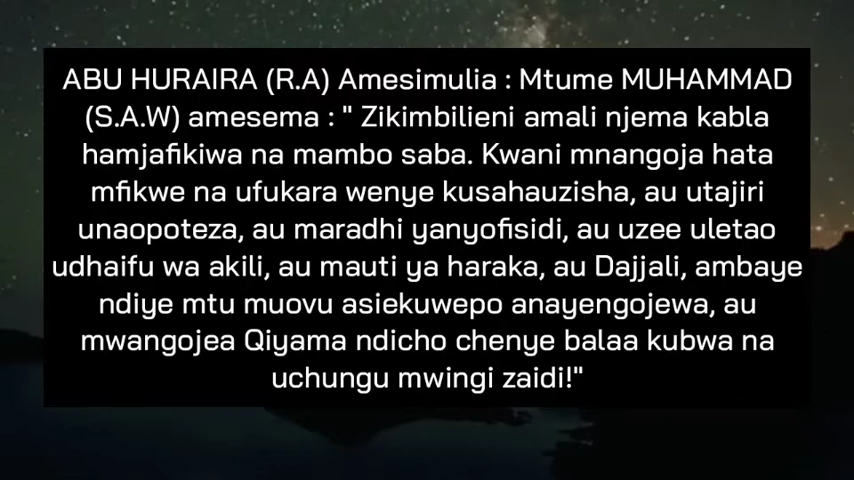 ABU HURAIRA (R.A) Amesimulia : Mtume MUHAMMAD
(S.A.W) amesema : " Zikimbilieni amali njema kabla
hamjafikiwa na mambo saba. Kwani mnangoja hata
mfikwe na ufukara wenye kusahauzisha, au utajiri
unaopoteza, au maradhi yanyofisidi, au uzee uletao
udhaifu wa akili, au mauti ya haraka, au Dajjali, ambaye
ndiye mtu muovu asiekuwepo anayengojewa, au
mwangojea Qiyama ndicho chenye balaa kubwa na
uchungu mwingi zaidi!"